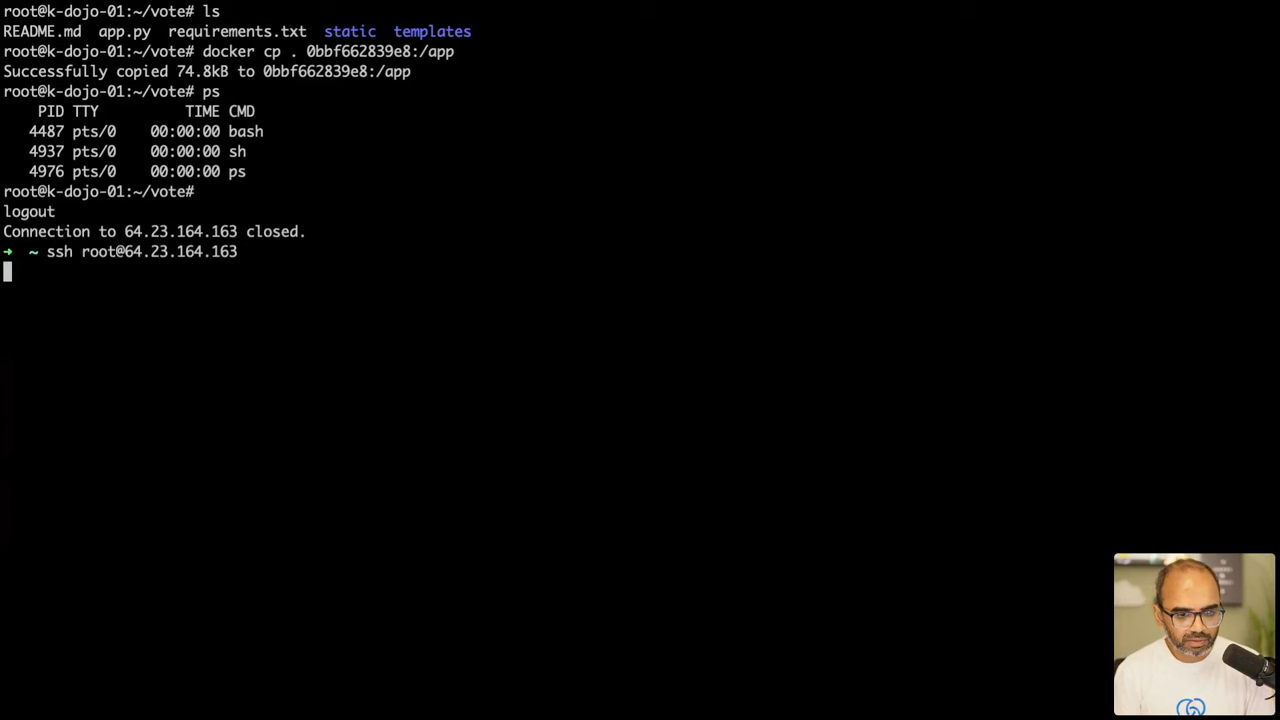 root@k-dojo-01:~/vote# ls
README.md  app.py  requirements.txt  static  templates
root@k-dojo-01:~/vote# docker cp . 0bbf662839e8:/app
Successfully copied 74.8kB to 0bbf662839e8:/app
root@k-dojo-01:~/vote# ps
    PID TTY          TIME CMD
   4487 pts/0    00:00:00 bash
   4937 pts/0    00:00:00 sh
   4976 pts/0    00:00:00 ps
root@k-dojo-01:~/vote#
logout
Connection to 64.23.164.163 closed.
→  ~ ssh root@64.23.164.163